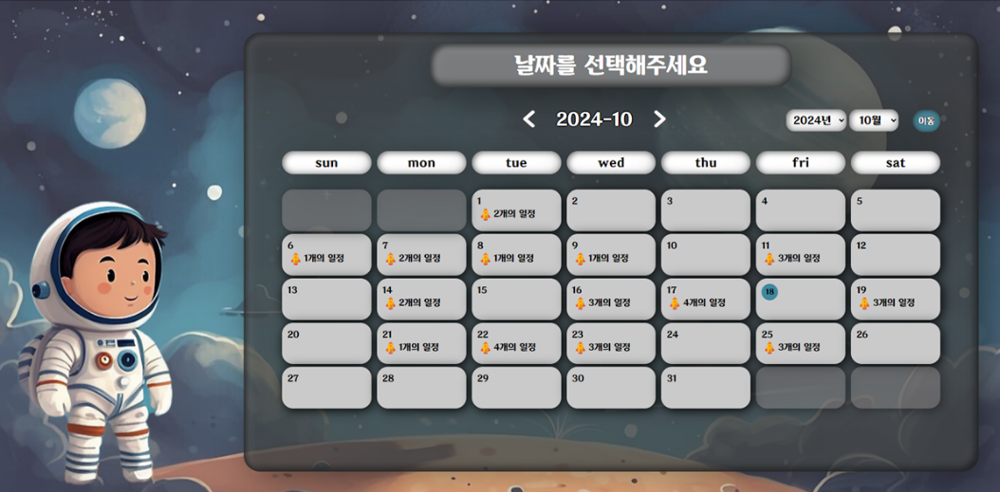 날짜를 선택해주세요
2024-10
2024년 10월 이동
sun mon tue wed thu fri sat
1 2 3 4 5
2개의 일정
6 7 8 9 10 11 12
1개의 일정 2개의 일정 1개의 일정 1개의 일정 3개의 일정
13 14 15 16 17 18 19
2개의 일정 3개의 일정 4개의 일정 3개의 일정
20 21 22 23 24 25 26
1개의 일정 4개의 일정 3개의 일정 3개의 일정
27 28 29 30 31